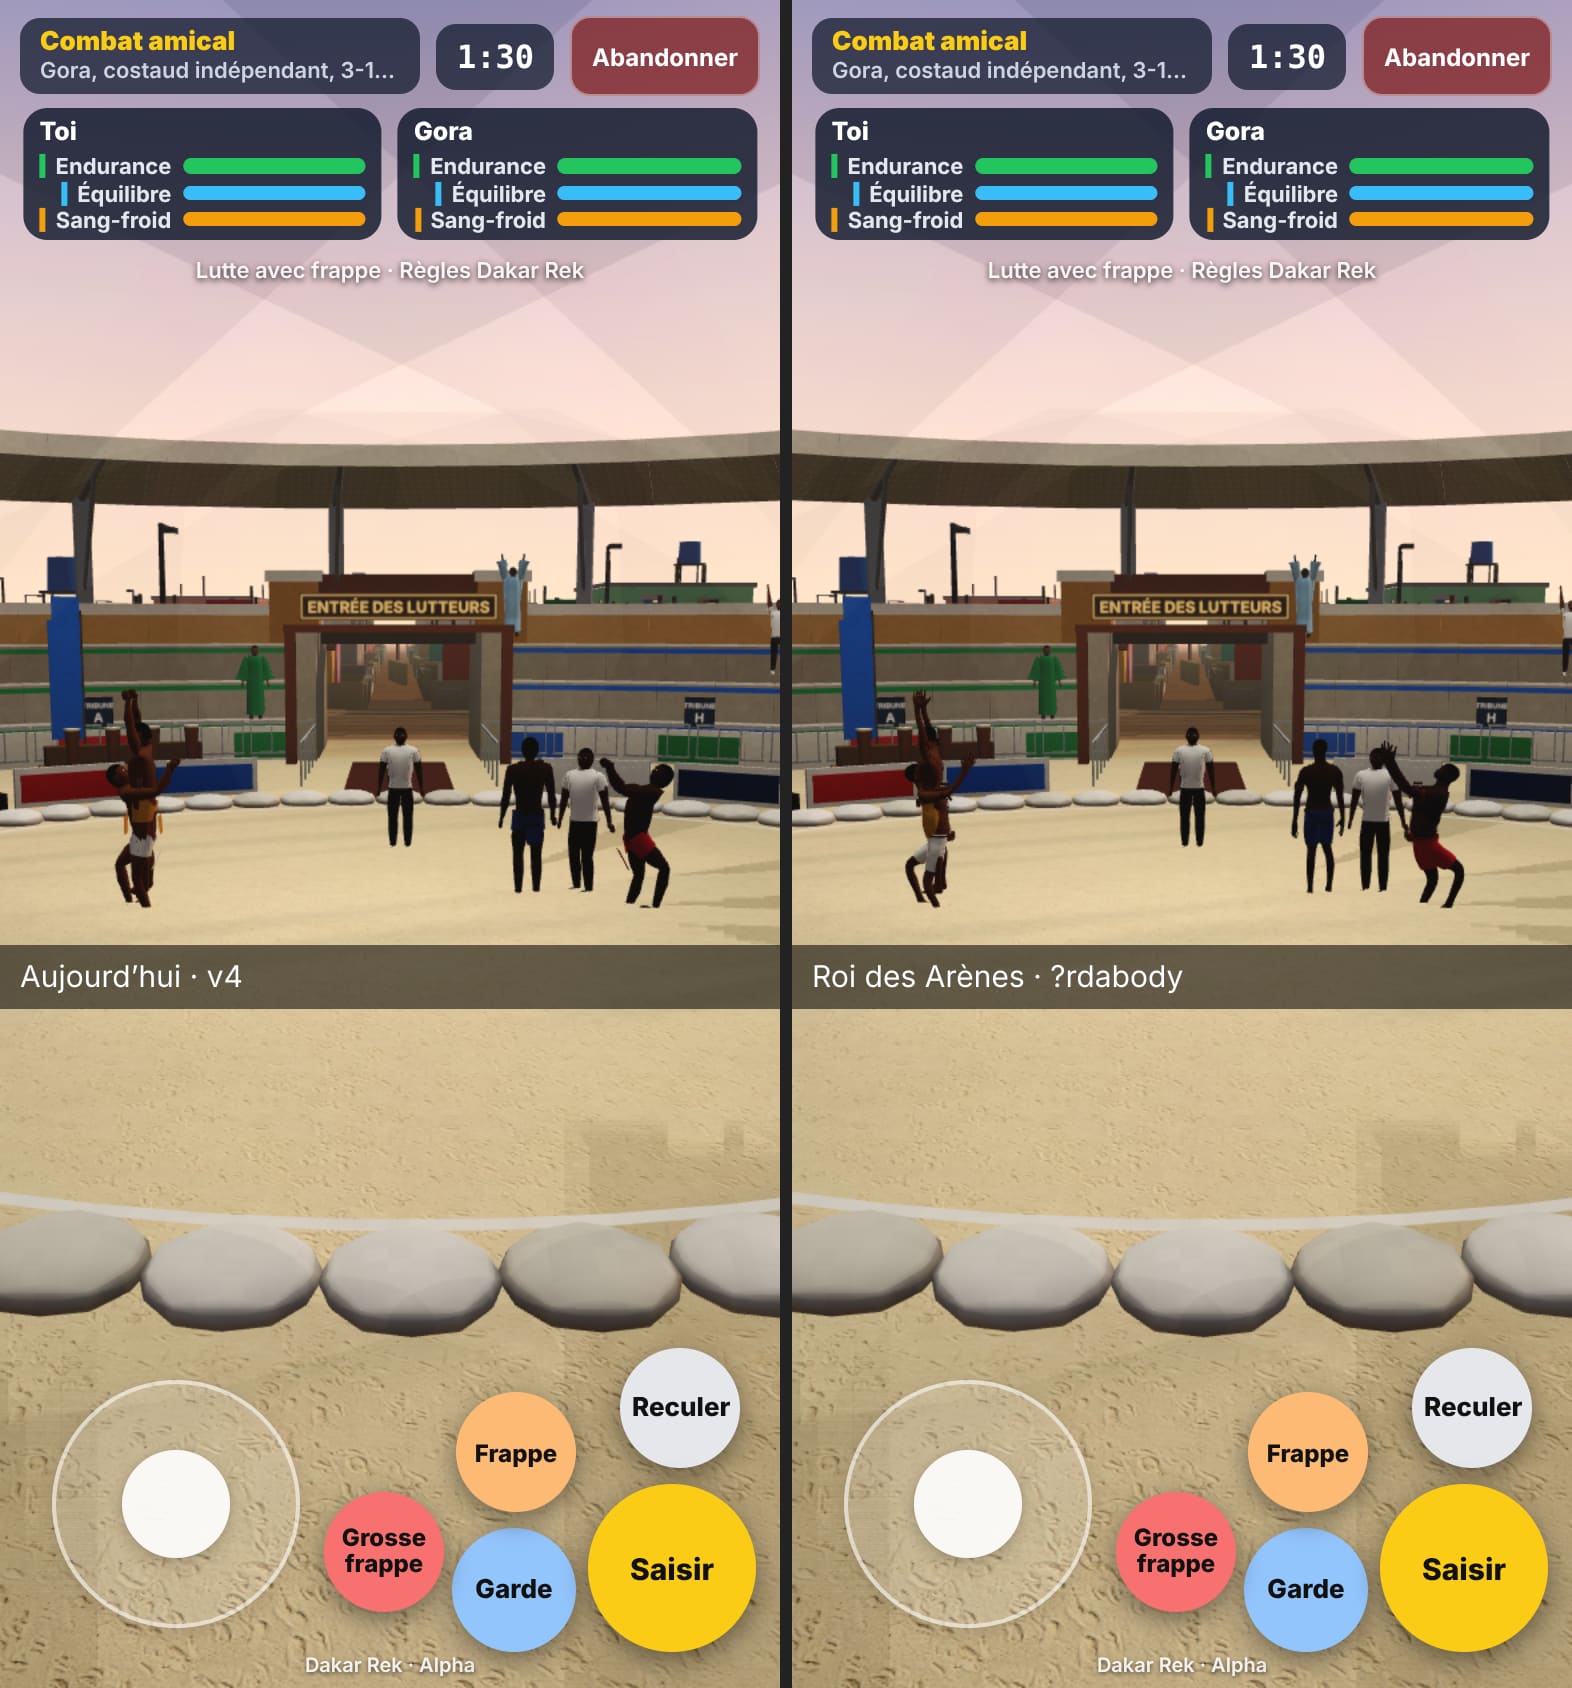 Combat amical
Gora, costaud indépendant, 3-1...
1:30
Abandonner
Toi
Endurance
Équilibre
Sang-froid
Gora
Endurance
Équilibre
Sang-froid
Lutte avec frappe · Règles Dakar Rek
ENTRÉE DES LUTTEURS
TRIBUNE
A
TRIBUNE
H
Aujourd’hui · v4
Reculer
Frappe
Grosse
frappe
Garde
Saisir
Dakar Rek · Alpha
Combat amical
Gora, costaud indépendant, 3-1...
1:30
Abandonner
Toi
Endurance
Équilibre
Sang-froid
Gora
Endurance
Équilibre
Sang-froid
Lutte avec frappe · Règles Dakar Rek
ENTRÉE DES LUTTEURS
TRIBUNE
A
TRIBUNE
H
Roi des Arènes · ?rdabody
Reculer
Frappe
Grosse
frappe
Garde
Saisir
Dakar Rek · Alpha